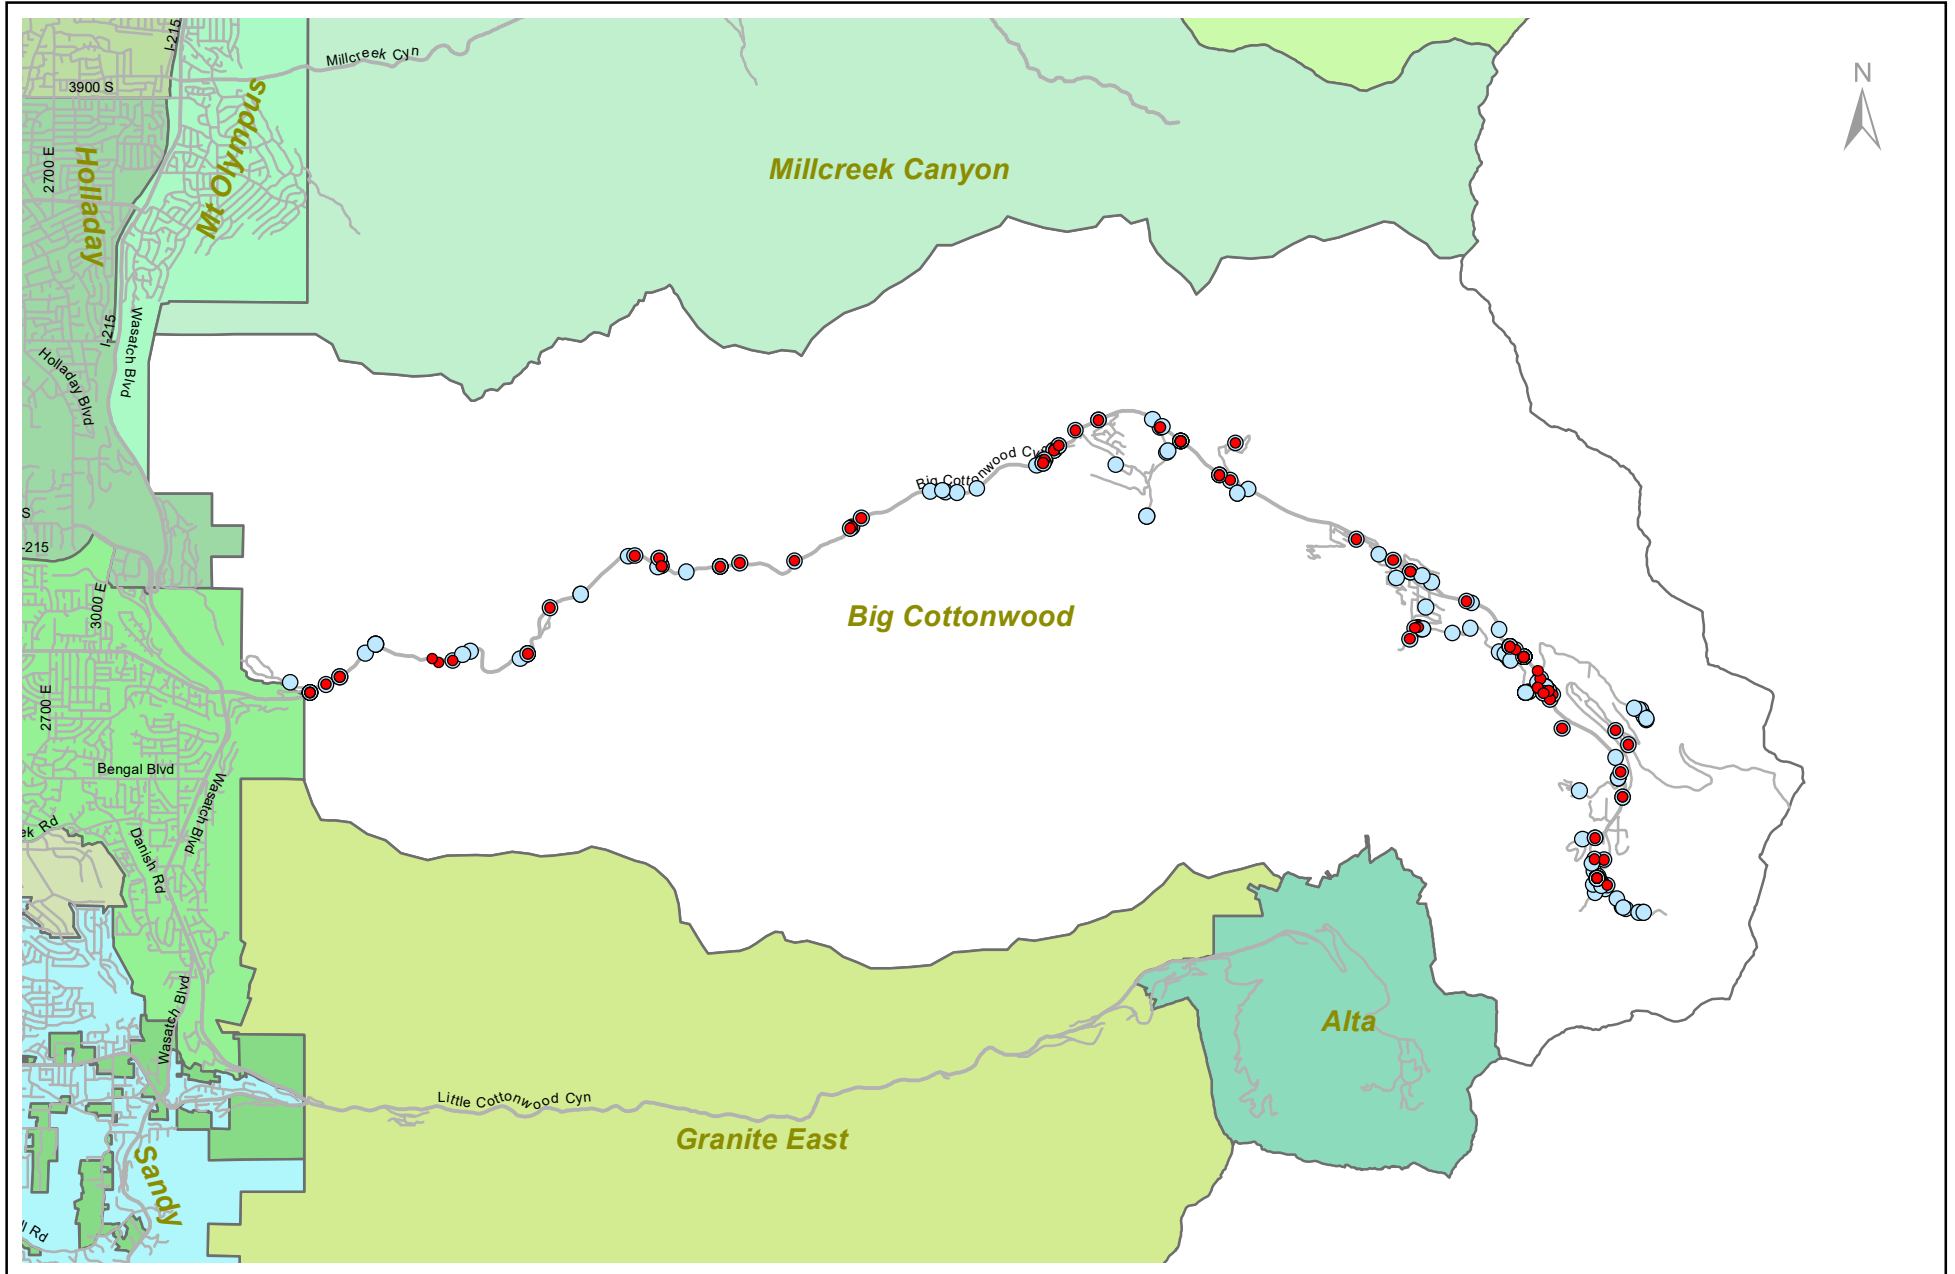 I-215
Millcreek Cyn
3900 S
N
2700 E
Holladay
Mt Olympus
Millcreek Canyon
I-215
Wasatch Blvd
Holladay Blvd
Big Cottonwood Cyn
S
-215
3000 E
Big Cottonwood
2700 E
Bengal Blvd
Wasatch Blvd
ek Rd
Danish Rd
Wasatch Blvd
Alta
Little Cottonwood Cyn
Granite East
Sandy
ll Rd